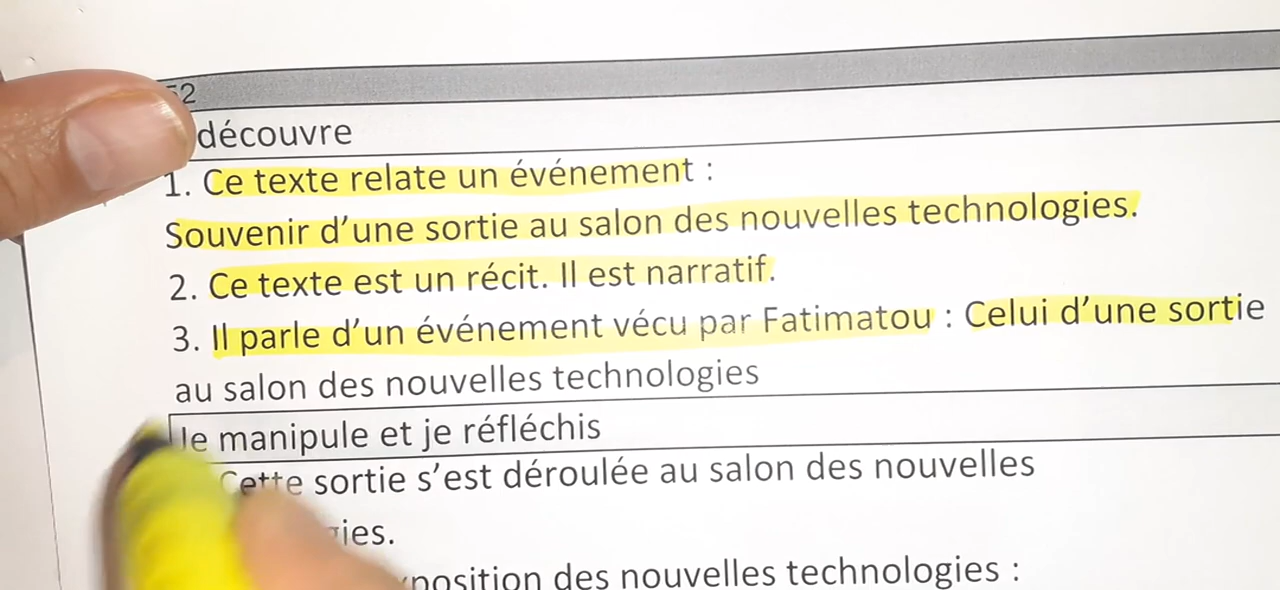 52
découvre
1. Ce texte relate un événement :
Souvenir d’une sortie au salon des nouvelles technologies.
2. Ce texte est un récit. Il est narratif.
3. Il parle d’un événement vécu par Fatimatou : Celui d’une sortie
au salon des nouvelles technologies
Je manipule et je réfléchis
Cette sortie s’est déroulée au salon des nouvelles
des nouvelles technologies :